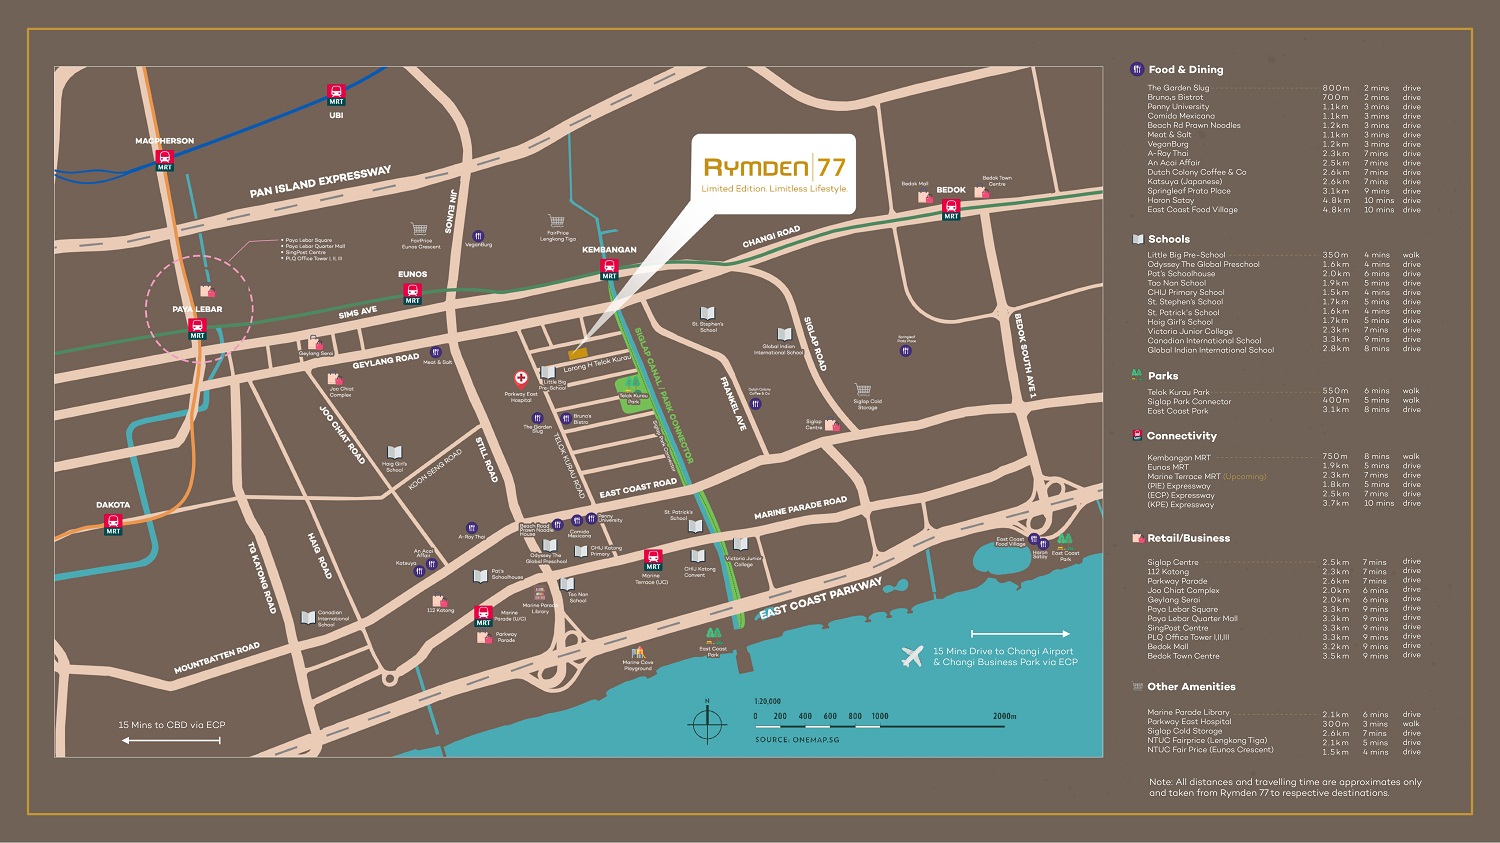 MACPHERSON
MRT
UBI
MRT
PAN ISLAND EXPRESSWAY
JLN EUNOS
RYMDEN 77
Limited Edition. Limitless Lifestyle.
Paya Lebar Square
Paya Lebar Quarter Mall
SingPost Centre
PLQ Office Tower I, II, III
FairPrice
Eunos Crescent
VeganBurg
FairPrice
Lengkong Tiga
KEMBANGAN
MRT
CHANGI ROAD
Bedok Mall
BEDOK
MRT
Bedok Town
Centre
EUNOS
MRT
PAYA LEBAR
MRT
SIMS AVE
GEYLANG ROAD
Geylang Serai
Joo Chiat
Complex
Meat & Salt
Parkway East
Hospital
Little Big
Pre-School
Lorong H Telok Kurau
Telok Kurau
Park
SIGLAP CANAL / PARK CONNECTOR
Siglap Park Connector
St. Stephen's
School
Global Indian
International School
SIGLAP ROAD
Springleaf
Prata Place
BEDOK SOUTH AVE 1
FRANKEL AVE
Dutch Colony
Coffee & Co
Siglap Cold
Storage
Siglap
Centre
The Garden
Slug
Bruno's
Bistro
TELOK KURAU ROAD
JOO CHIAT ROAD
Haig Girl's
School
KOON SENG ROAD
STILL ROAD
EAST COAST ROAD
MARINE PARADE ROAD
DAKOTA
MRT
TG KATONG ROAD
HAIG ROAD
A-Ray Thai
An Acai
Affair
Katsuya
Beach Road
Prawn Noodle
House
Comida
Mexicana
Penny
University
Odyssey The
Global Preschool
CHIJ Katong
Primary
St. Patrick's
School
MRT
Marine
Terrace (U/C)
CHIJ Katong
Convent
Victoria Junior
College
Pat's
Schoolhouse
Tao Nan
School
Marine Parade
Library
112 Katong
MRT
Marine
Parade (U/C)
Parkway
Parade
Canadian
International
School
MOUNTBATTEN ROAD
Marine Cove
Playground
East Coast
Park
EAST COAST PARKWAY
East Coast
Food Village
Haron
Satay
East Coast
Park
15 Mins Drive to Changi Airport
& Changi Business Park via ECP
15 Mins to CBD via ECP
N
1:20,000
0 200 400 600 800 1000 2000m
SOURCE: ONEMAP.SG
Food & Dining
The Garden Slug 800m 2 mins drive
Bruno,s Bistrot 700m 2 mins drive
Penny University 1.1km 3 mins drive
Comida Mexicana 1.1km 3 mins drive
Beach Rd Prawn Noodles 1.2km 3 mins drive
Meat & Salt 1.1km 3 mins drive
VeganBurg 1.2km 3 mins drive
A-Ray Thai 2.3km 7 mins drive
An Acai Affair 2.5km 7 mins drive
Dutch Colony Coffee & Co 2.6km 7 mins drive
Katsuya (Japanese) 2.6km 7 mins drive
Springleaf Prata Place 3.1km 9 mins drive
Haron Satay 4.8km 10 mins drive
East Coast Food Village 4.8km 10 mins drive
Schools
Little Big Pre-School 350m 4 mins walk
Odyssey The Global Preschool 1.6km 4 mins drive
Pat's Schoolhouse 2.0km 6 mins drive
Tao Nan School 1.9km 5 mins drive
CHIJ Primary School 1.5km 4 mins drive
St. Stephen's School 1.7km 5 mins drive
St. Patrick's School 1.6km 4 mins drive
Haig Girl's School 1.7km 5 mins drive
Victoria Junior College 2.3km 7 mins drive
Canadian International School 3.3km 9 mins drive
Global Indian International School 2.8km 8 mins drive
Parks
Telok Kurau Park 550m 6 mins walk
Siglap Park Connector 400m 5 mins walk
East Coast Park 3.1km 8 mins drive
Connectivity
Kembangan MRT 750m 8 mins walk
Eunos MRT 1.9km 5 mins drive
Marine Terrace MRT (Upcoming) 2.3km 7 mins drive
(PIE) Expressway 1.8km 5 mins drive
(ECP) Expressway 2.5km 7 mins drive
(KPE) Expressway 3.7km 10 mins drive
Retail/Business
Siglap Centre 2.5km 7 mins drive
112 Katong 2.3km 7 mins drive
Parkway Parade 2.6km 7 mins drive
Joo Chiat Complex 2.0km 6 mins drive
Geylang Serai 2.0km 6 mins drive
Paya Lebar Square 3.3km 9 mins drive
Paya Lebar Quarter Mall 3.3km 9 mins drive
SingPost Centre 3.3km 9 mins drive
PLQ Office Tower I,II,III 3.3km 9 mins drive
Bedok Mall 3.2km 9 mins drive
Bedok Town Centre 3.5km 9 mins drive
Other Amenities
Marine Parade Library 2.1km 6 mins drive
Parkway East Hospital 300m 3 mins walk
Siglap Cold Storage 2.6km 7 mins drive
NTUC Fairprice (Lengkong Tiga) 2.1km 5 mins drive
NTUC Fair Price (Eunos Crescent) 1.5km 4 mins drive
Note: All distances and travelling time are approximates only
and taken from Rymden 77 to respective destinations.